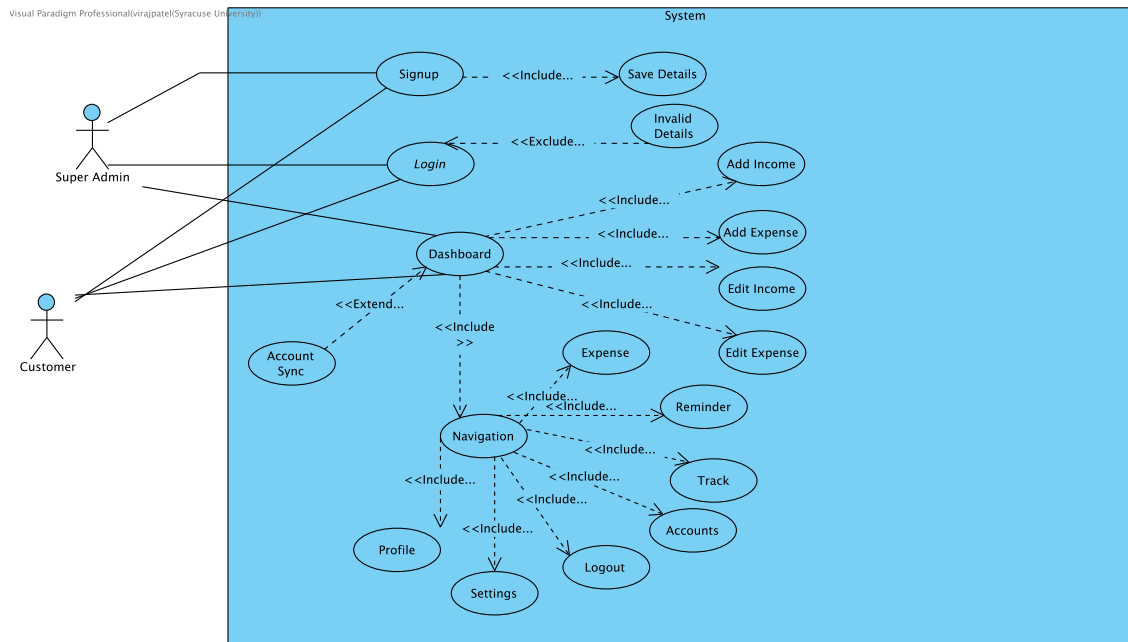 Visual Paradigm Professional(virajpatel(Syracuse University))
System
Signup
<<Include...
Save Details
Invalid
Details
<<Exclude...
Login
Add Income
Super Admin
<<Include...
Add Expense
<<Include...
Dashboard
<<Include...
Edit Income
<<Extend...
<<Include...
<<Include
>>
Account
Sync
Expense
Edit Expense
Customer
<<Include...
<<Include...
Reminder
Navigation
<<Include...
<<Include...
<<Include...
Track
<<Include...
Accounts
<<Include...
Profile
Logout
Settings